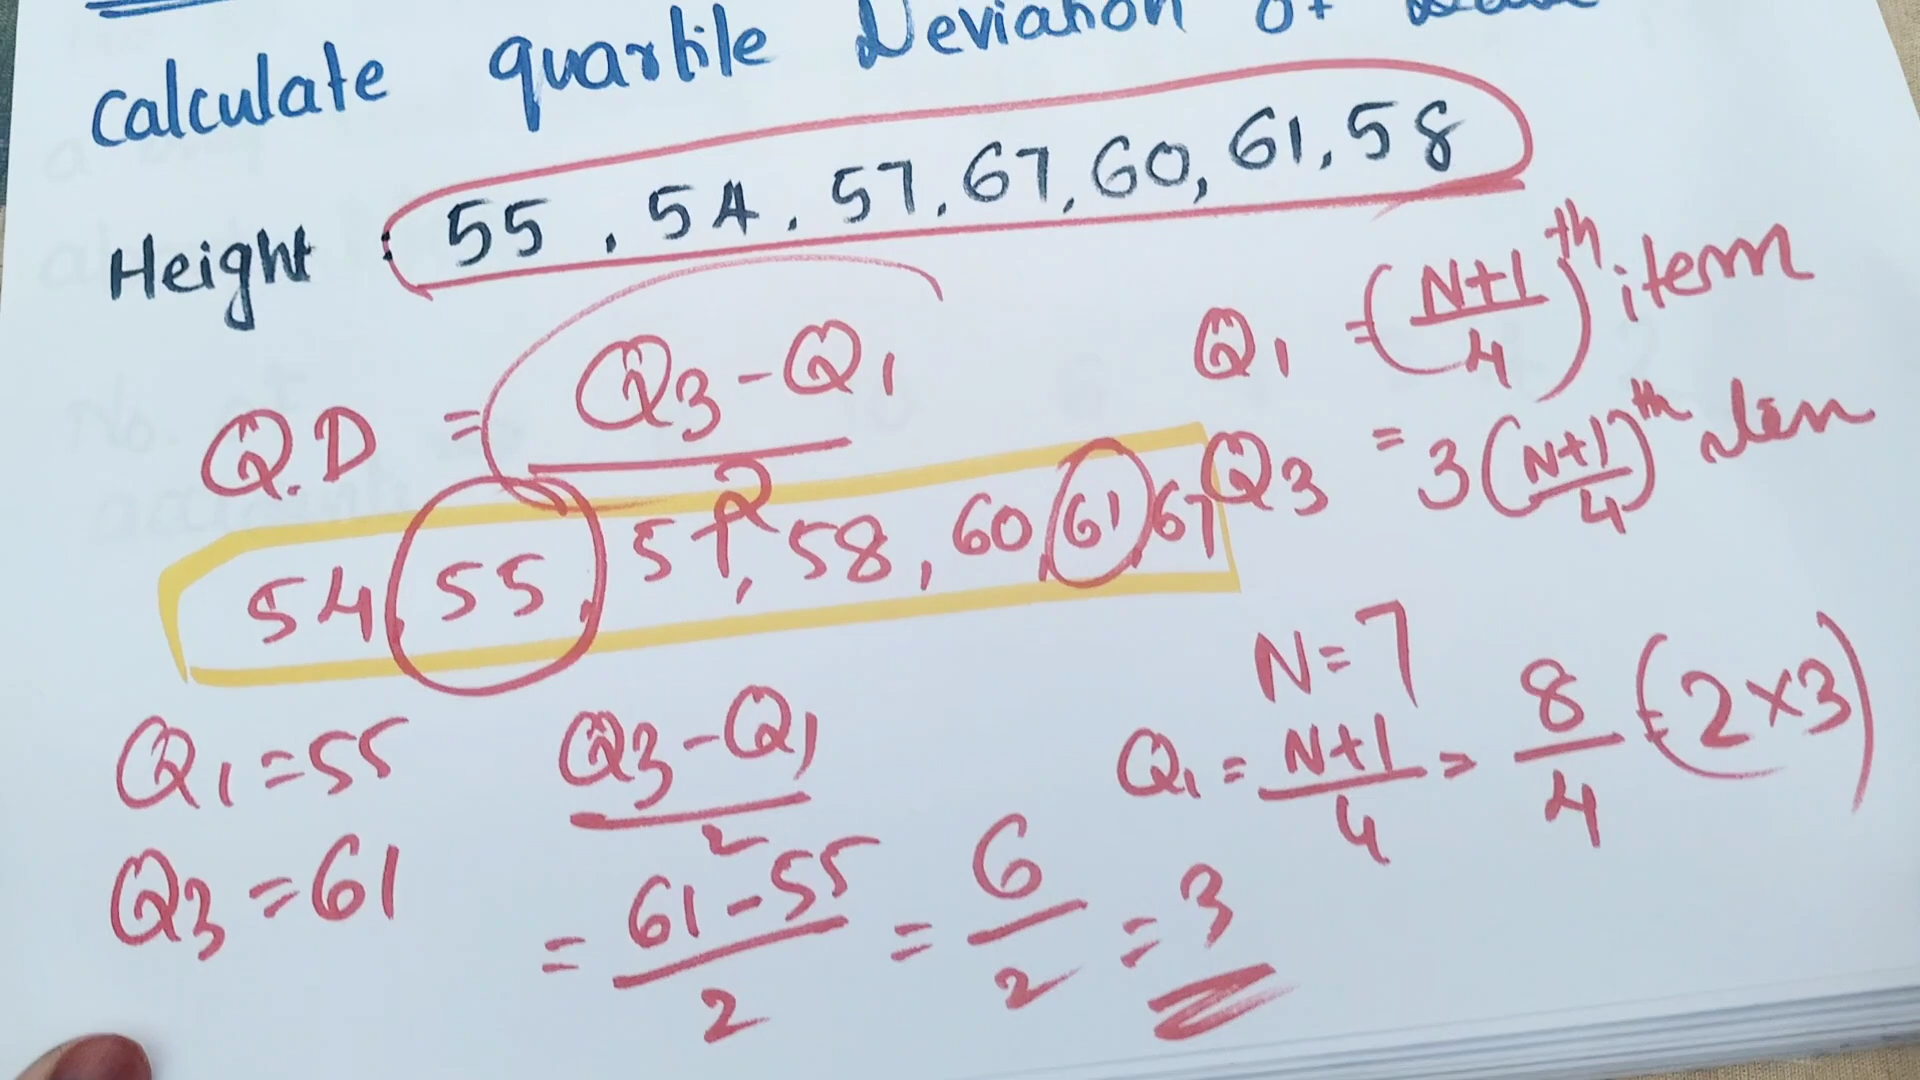 Calculate quartile Deviation of
Height : 55, 54, 57, 67, 60, 61, 58
Q.D = Q3-Q1 / 2
Q1 = (N+1 / 4)th item
Q3 = 3(N+1 / 4)th item
54, 55, 57, 58, 60, 61, 67
N=7
Q1 = N+1 / 4 = 8 / 4 = (2×3)
Q1=55
Q3=61
Q3-Q1 / 2
= 61-55 / 2 = 6 / 2 = 3